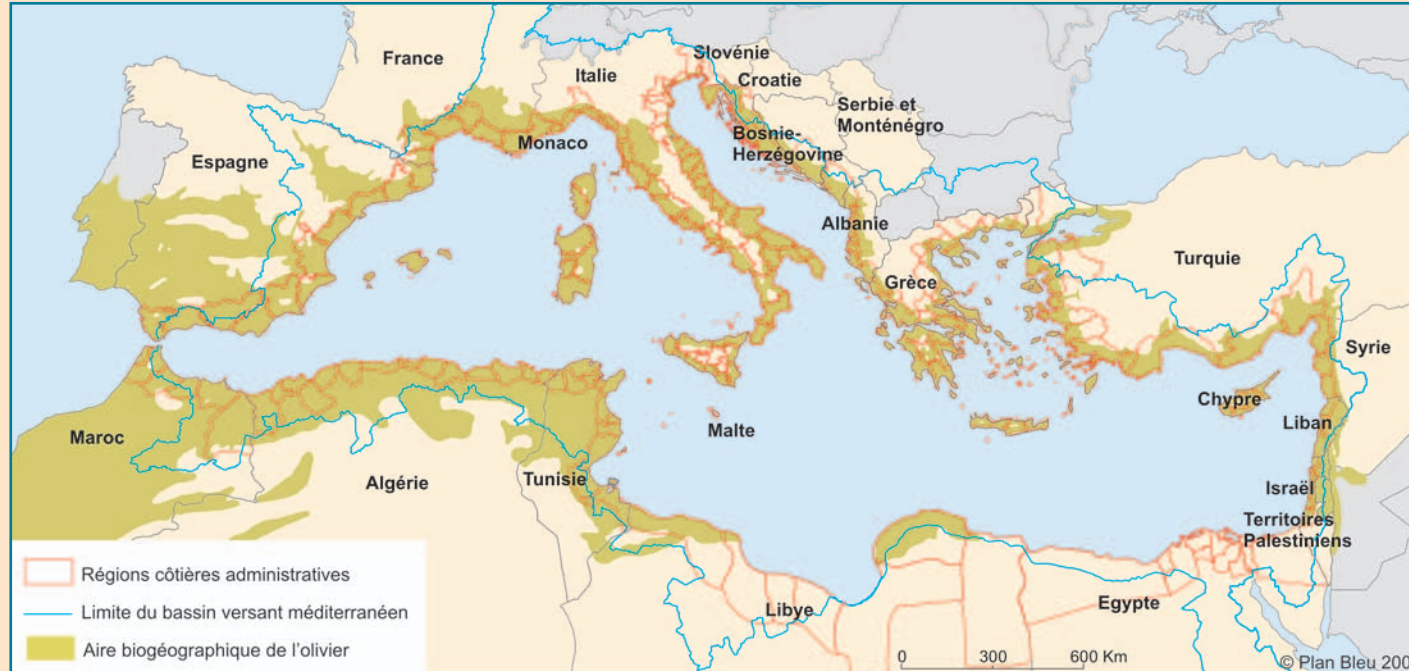 France
Slovénie
Italie
Croatie
Serbie et
Monténégro
Bosnie-
Herzégovine
Monaco
Espagne
Albanie
Turquie
Grèce
Syrie
Chypre
Liban
Malte
Maroc
Algérie
Tunisie
Israël
Territoires
Palestiniens
Libye
Egypte
Régions côtières administratives
Limite du bassin versant méditerranéen
Aire biogéographique de l'olivier
0 300 600 Km
© Plan Bleu 200